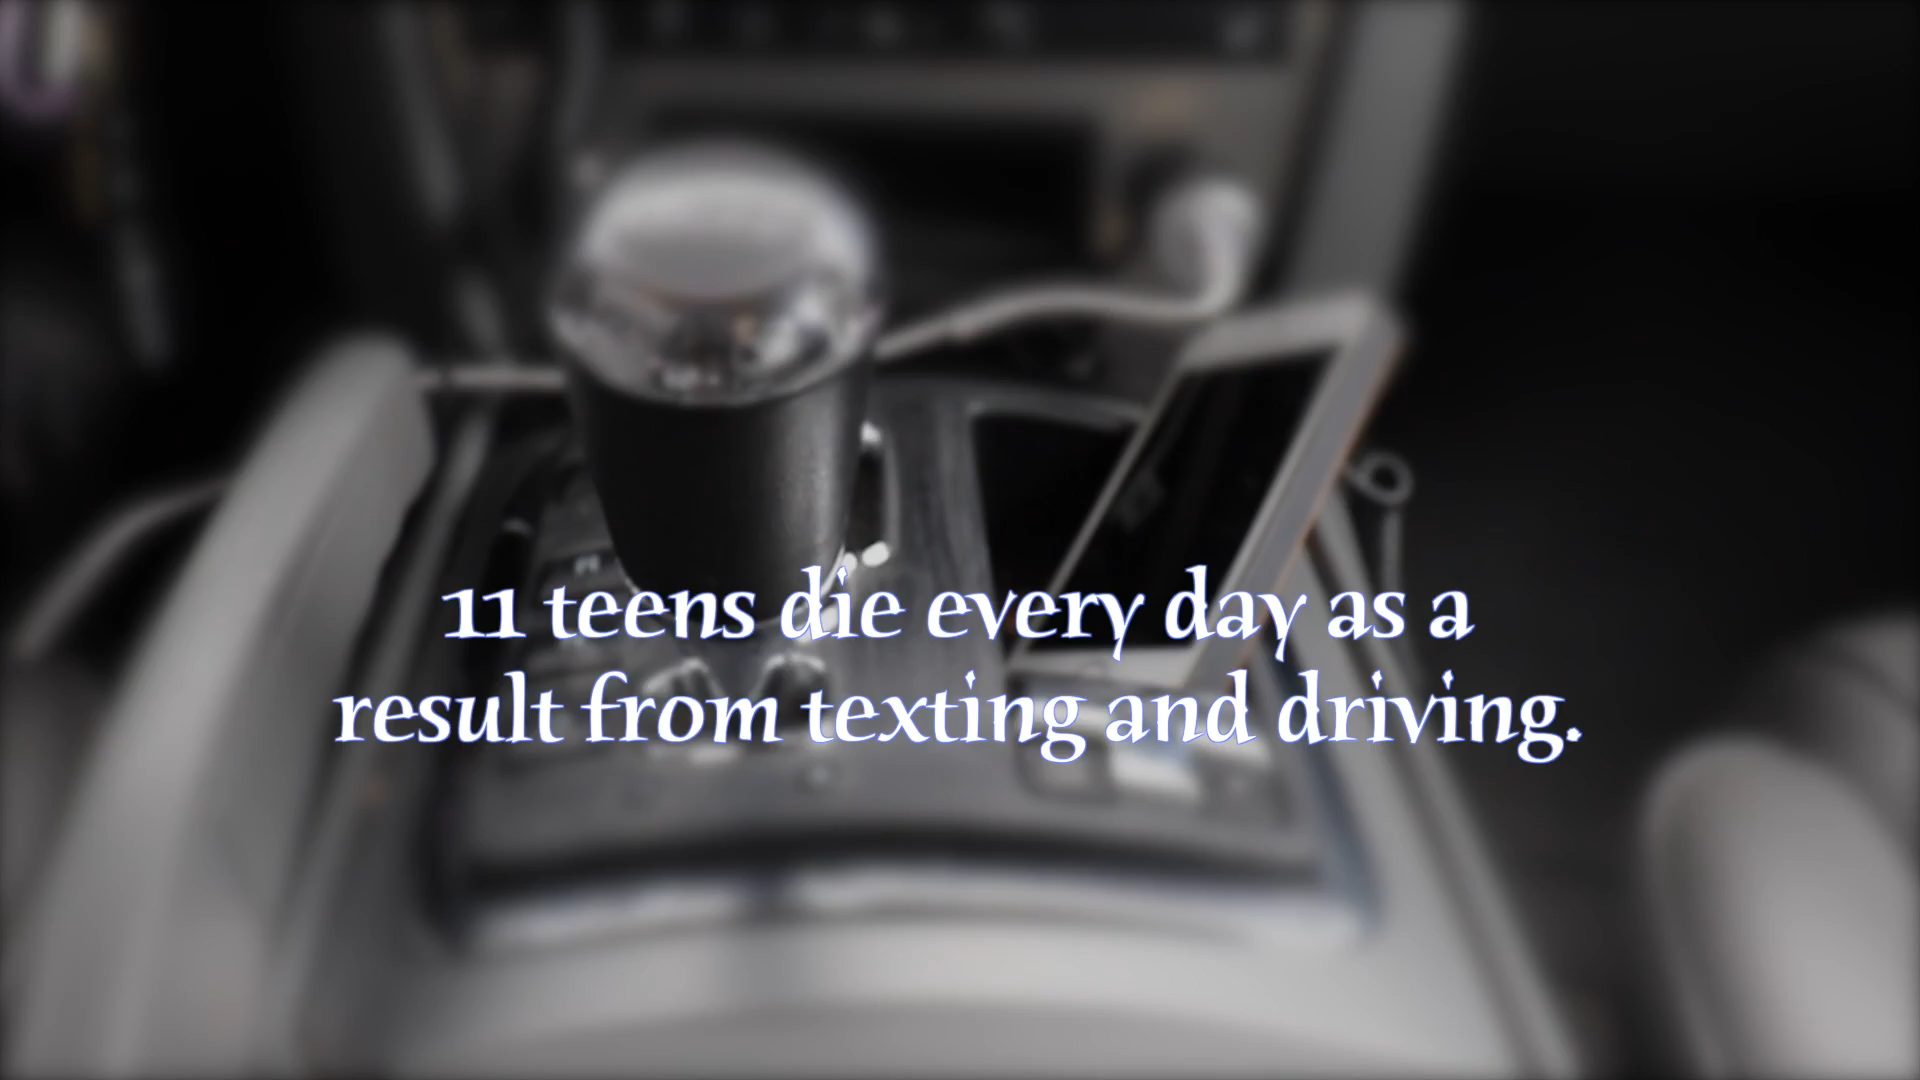 11 teens die every day as a
result from texting and driving.